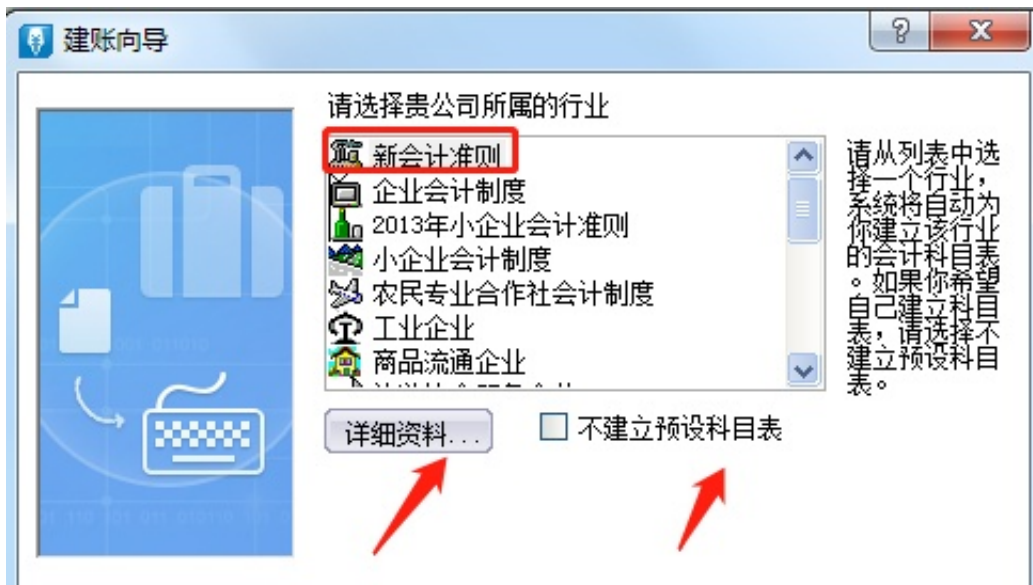 建账向导
请选择贵公司所属的行业
新会计准则
企业会计制度
2013年小企业会计准则
小企业会计制度
农民专业合作社会计制度
工业企业
商品流通企业
详细资料...
不建立预设科目表
请从列表中选
择一个行业，
系统将自动为
你建立该行业
的会计科目表
。如果你希望
自己建立科目
表，请选择不
建立预设科目
表。